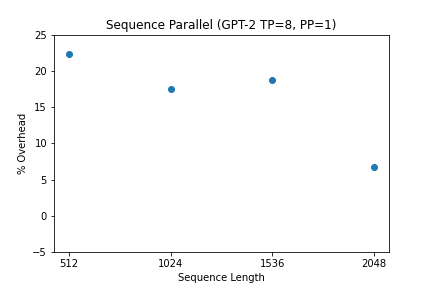 Sequence Parallel (GPT-2 TP=8, PP=1)
25
20
15
10
5
0
−5
% Overhead
512 1024 1536 2048
Sequence Length